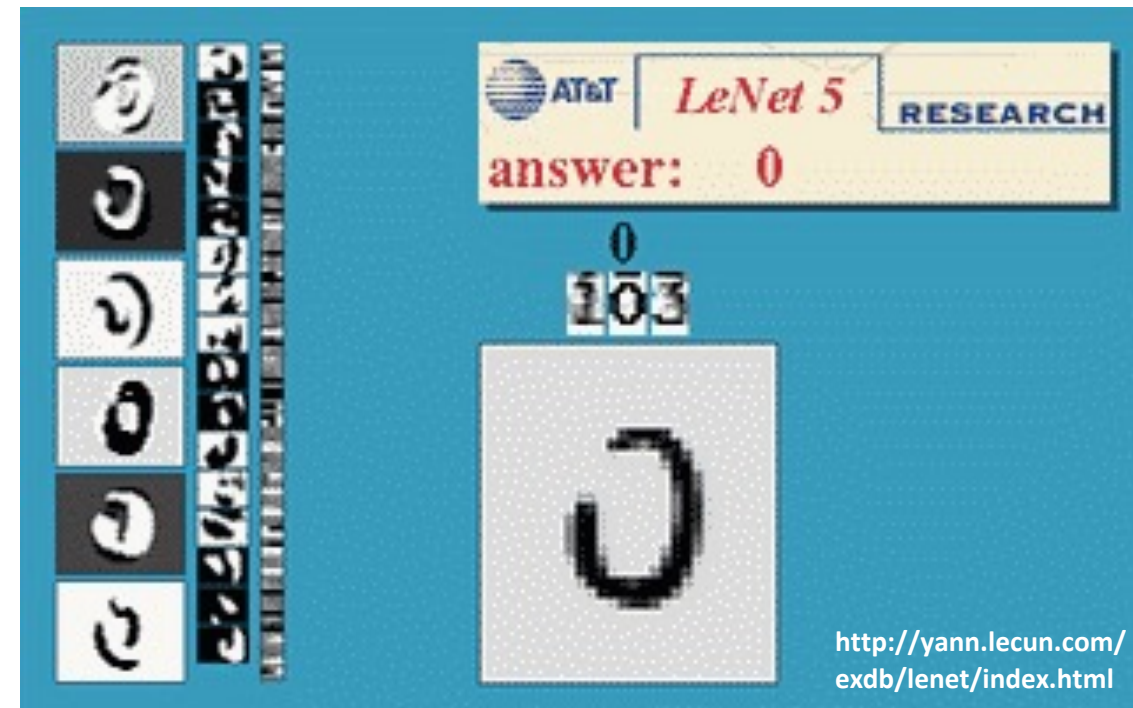 AT&T LeNet 5 RESEARCH
answer: 0
0
103
http://yann.lecun.com/
exdb/lenet/index.html